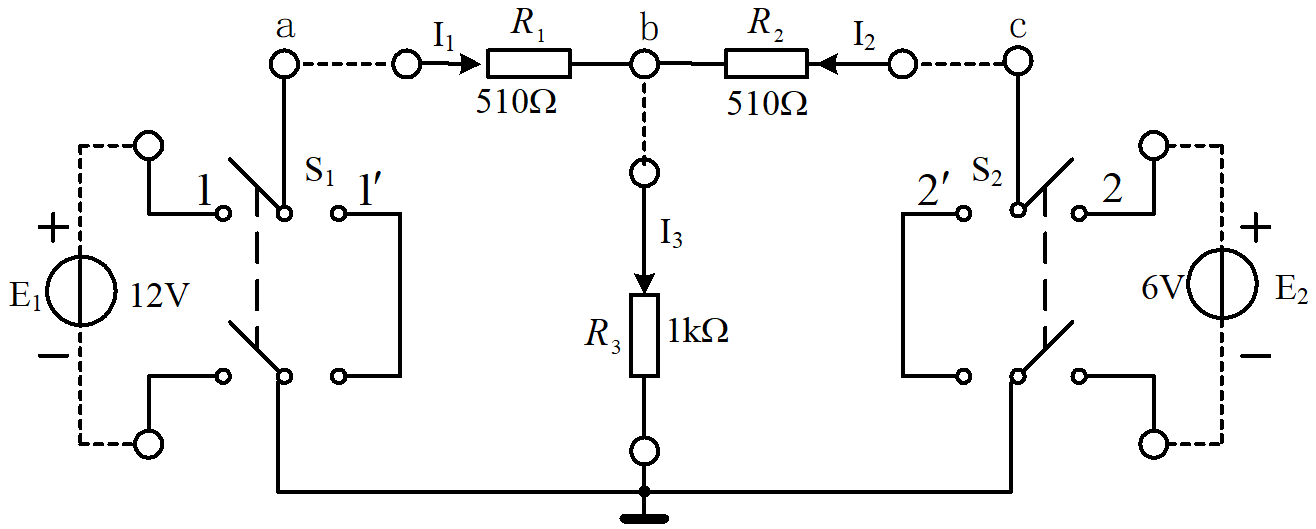 a
b
c
I₁
R₁
R₂
I₂
510Ω
510Ω
1
S₁
1′
2′
S₂
2
+
I₃
+
E₁
12V
6V
E₂
R₃
1kΩ
−
−